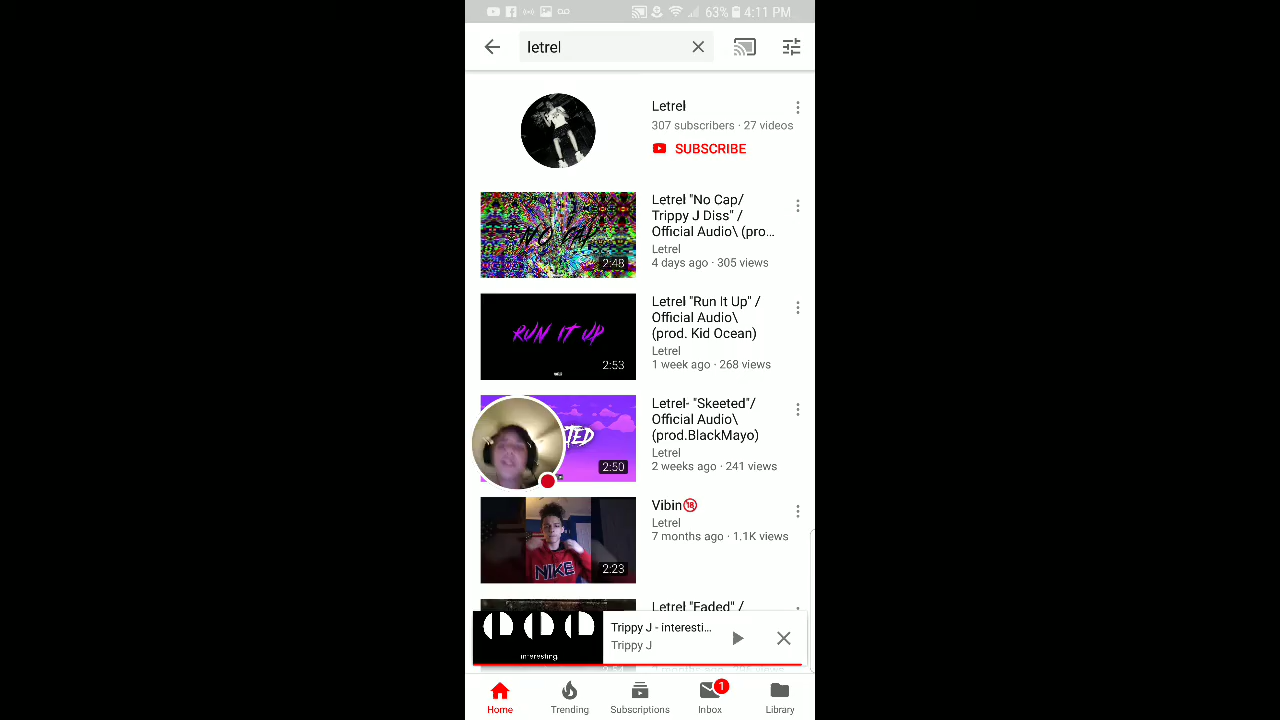 63% 4:11 PM
letrel
Letrel
307 subscribers · 27 videos
SUBSCRIBE
NO CAP
2:48
Letrel "No Cap/
Trippy J Diss" /
Official Audio\ (pro...
Letrel
4 days ago · 305 views
RUN IT UP
2:53
Letrel "Run It Up" /
Official Audio\
(prod. Kid Ocean)
Letrel
1 week ago · 268 views
TED
2:50
Letrel- "Skeeted"/
Official Audio\
(prod.BlackMayo)
Letrel
2 weeks ago · 241 views
NIKE
2:23
Vibin🔞
Letrel
7 months ago · 1.1K views
Letrel "Faded" /
interesting
Trippy J - interesti...
Trippy J
1
Home
Trending
Subscriptions
Inbox
Library